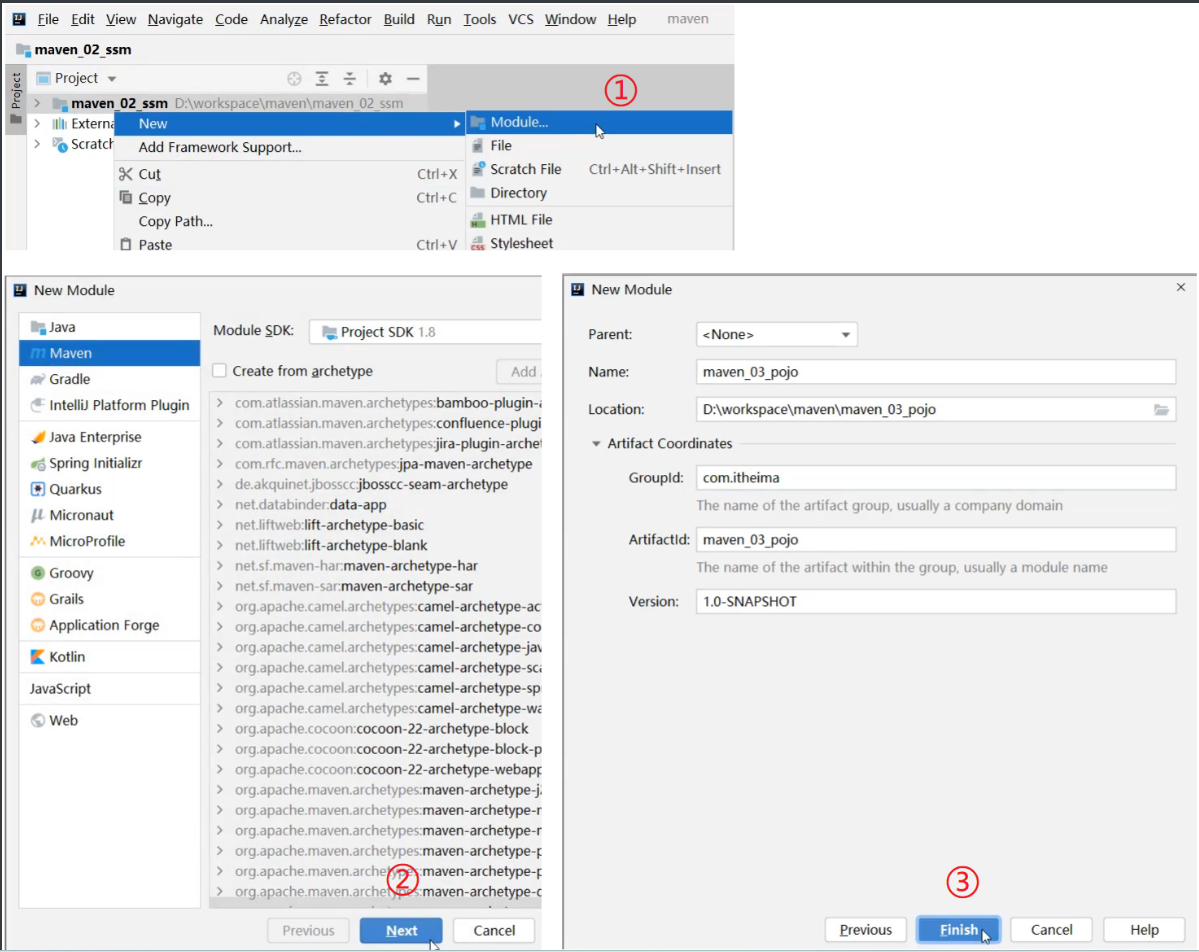 File Edit View Navigate Code Analyze Refactor Build Run Tools VCS Window Help maven
maven_02_ssm
Project
Project
maven_02_ssm D:\workspace\maven\maven_02_ssm
①
Externa
Scratch
New
Add Framework Support...
Cut Ctrl+X
Copy Ctrl+C
Copy Path...
Paste Ctrl+V
Module...
File
Scratch File Ctrl+Alt+Shift+Insert
Directory
HTML File
Stylesheet
New Module
Java
Maven
Gradle
IntelliJ Platform Plugin
Java Enterprise
Spring Initializr
Quarkus
Micronaut
MicroProfile
Groovy
Grails
Application Forge
Kotlin
JavaScript
Web
Module SDK: Project SDK 1.8
Create from archetype Add
com.atlassian.maven.archetypes:bamboo-plugin-a
com.atlassian.maven.archetypes:confluence-plugi
com.atlassian.maven.archetypes:jira-plugin-archet
com.rfc.maven.archetypes:jpa-maven-archetype
de.akquinet.jbosscc:jbosscc-seam-archetype
net.databinder:data-app
net.liftweb:lift-archetype-basic
net.liftweb:lift-archetype-blank
net.sf.maven-har:maven-archetype-har
net.sf.maven-sar:maven-archetype-sar
org.apache.camel.archetypes:camel-archetype-ac
org.apache.camel.archetypes:camel-archetype-co
org.apache.camel.archetypes:camel-archetype-jav
org.apache.camel.archetypes:camel-archetype-sca
org.apache.camel.archetypes:camel-archetype-sp
org.apache.camel.archetypes:camel-archetype-wa
org.apache.cocoon:cocoon-22-archetype-block
org.apache.cocoon:cocoon-22-archetype-block-p
org.apache.cocoon:cocoon-22-archetype-webapp
org.apache.maven.archetypes:maven-archetype-j
org.apache.maven.archetypes:maven-archetype-r
org.apache.maven.archetypes:maven-archetype-r
org.apache.maven.archetypes:maven-archetype-p
org.apache.maven.archetypes:maven-archetype-p
org.apache.maven.archetypes:maven-archetype-q
②
Previous Next Cancel
New Module
Parent: <None>
Name: maven_03_pojo
Location: D:\workspace\maven\maven_03_pojo
Artifact Coordinates
GroupId: com.itheima
The name of the artifact group, usually a company domain
ArtifactId: maven_03_pojo
The name of the artifact within the group, usually a module name
Version: 1.0-SNAPSHOT
③
Previous Finish Cancel Help